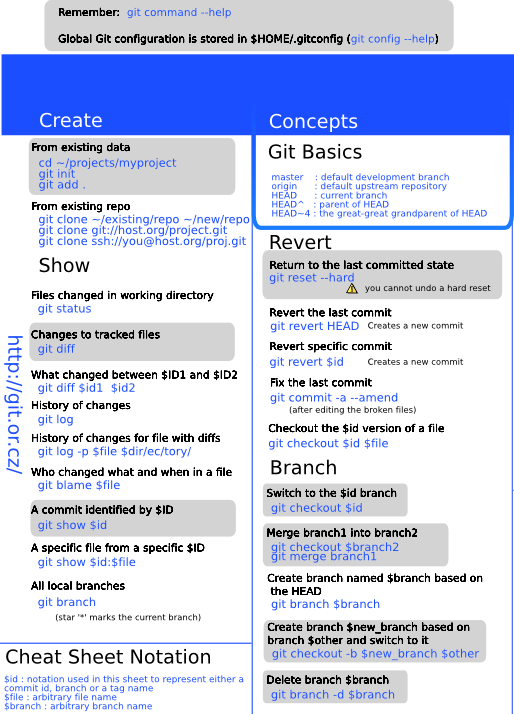 Remember: git command --help
Global Git configuration is stored in $HOME/.gitconfig (git config --help)
Create
From existing data
cd ~/projects/myproject
git init
git add .
From existing repo
git clone ~/existing/repo ~/new/repo
git clone git://host.org/project.git
git clone ssh://you@host.org/proj.git
Show
Files changed in working directory
git status
Changes to tracked files
git diff
What changed between $ID1 and $ID2
git diff $id1 $id2
History of changes
git log
History of changes for file with diffs
git log -p $file $dir/ec/tory/
Who changed what and when in a file
git blame $file
A commit identified by $ID
git show $id
A specific file from a specific $ID
git show $id:$file
All local branches
git branch
(star '*' marks the current branch)
http://git.or.cz/
Cheat Sheet Notation
$id : notation used in this sheet to represent either a
commit id, branch or a tag name
$file : arbitrary file name
$branch : arbitrary branch name
Concepts
Git Basics
master : default development branch
origin : default upstream repository
HEAD : current branch
HEAD^ : parent of HEAD
HEAD~4 : the great-great grandparent of HEAD
Revert
Return to the last committed state
git reset --hard
you cannot undo a hard reset
Revert the last commit
git revert HEAD Creates a new commit
Revert specific commit
git revert $id Creates a new commit
Fix the last commit
git commit -a --amend
(after editing the broken files)
Checkout the $id version of a file
git checkout $id $file
Branch
Switch to the $id branch
git checkout $id
Merge branch1 into branch2
git checkout $branch2
git merge branch1
Create branch named $branch based on
the HEAD
git branch $branch
Create branch $new_branch based on
branch $other and switch to it
git checkout -b $new_branch $other
Delete branch $branch
git branch -d $branch